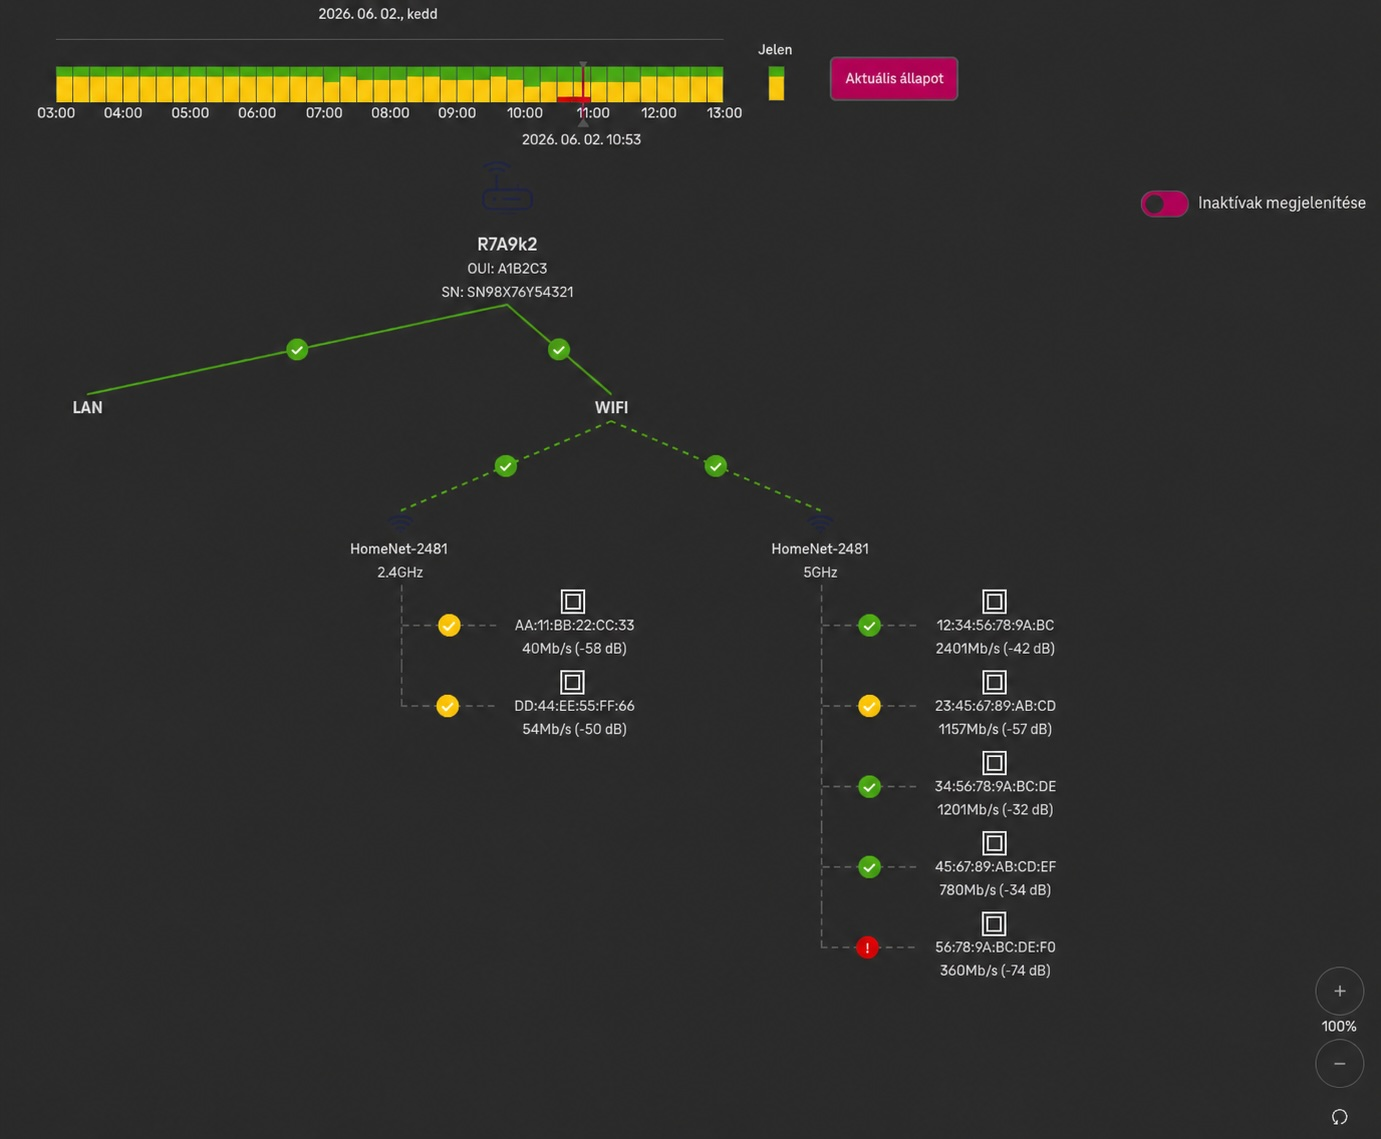 2026. 06. 02., kedd
Jelen
Aktuális állapot
03:00 04:00 05:00 06:00 07:00 08:00 09:00 10:00 11:00 12:00 13:00
2026. 06. 02. 10:53
Inaktívak megjelenítése
R7A9k2
OUI: A1B2C3
SN: SN98X76Y54321
LAN
WIFI
HomeNet-2481
2.4GHz
AA:11:BB:22:CC:33
40Mb/s (-58 dB)
DD:44:EE:55:FF:66
54Mb/s (-50 dB)
HomeNet-2481
5GHz
12:34:56:78:9A:BC
2401Mb/s (-42 dB)
23:45:67:89:AB:CD
1157Mb/s (-57 dB)
34:56:78:9A:BC:DE
1201Mb/s (-32 dB)
45:67:89:AB:CD:EF
780Mb/s (-34 dB)
56:78:9A:BC:DE:F0
360Mb/s (-74 dB)
100%